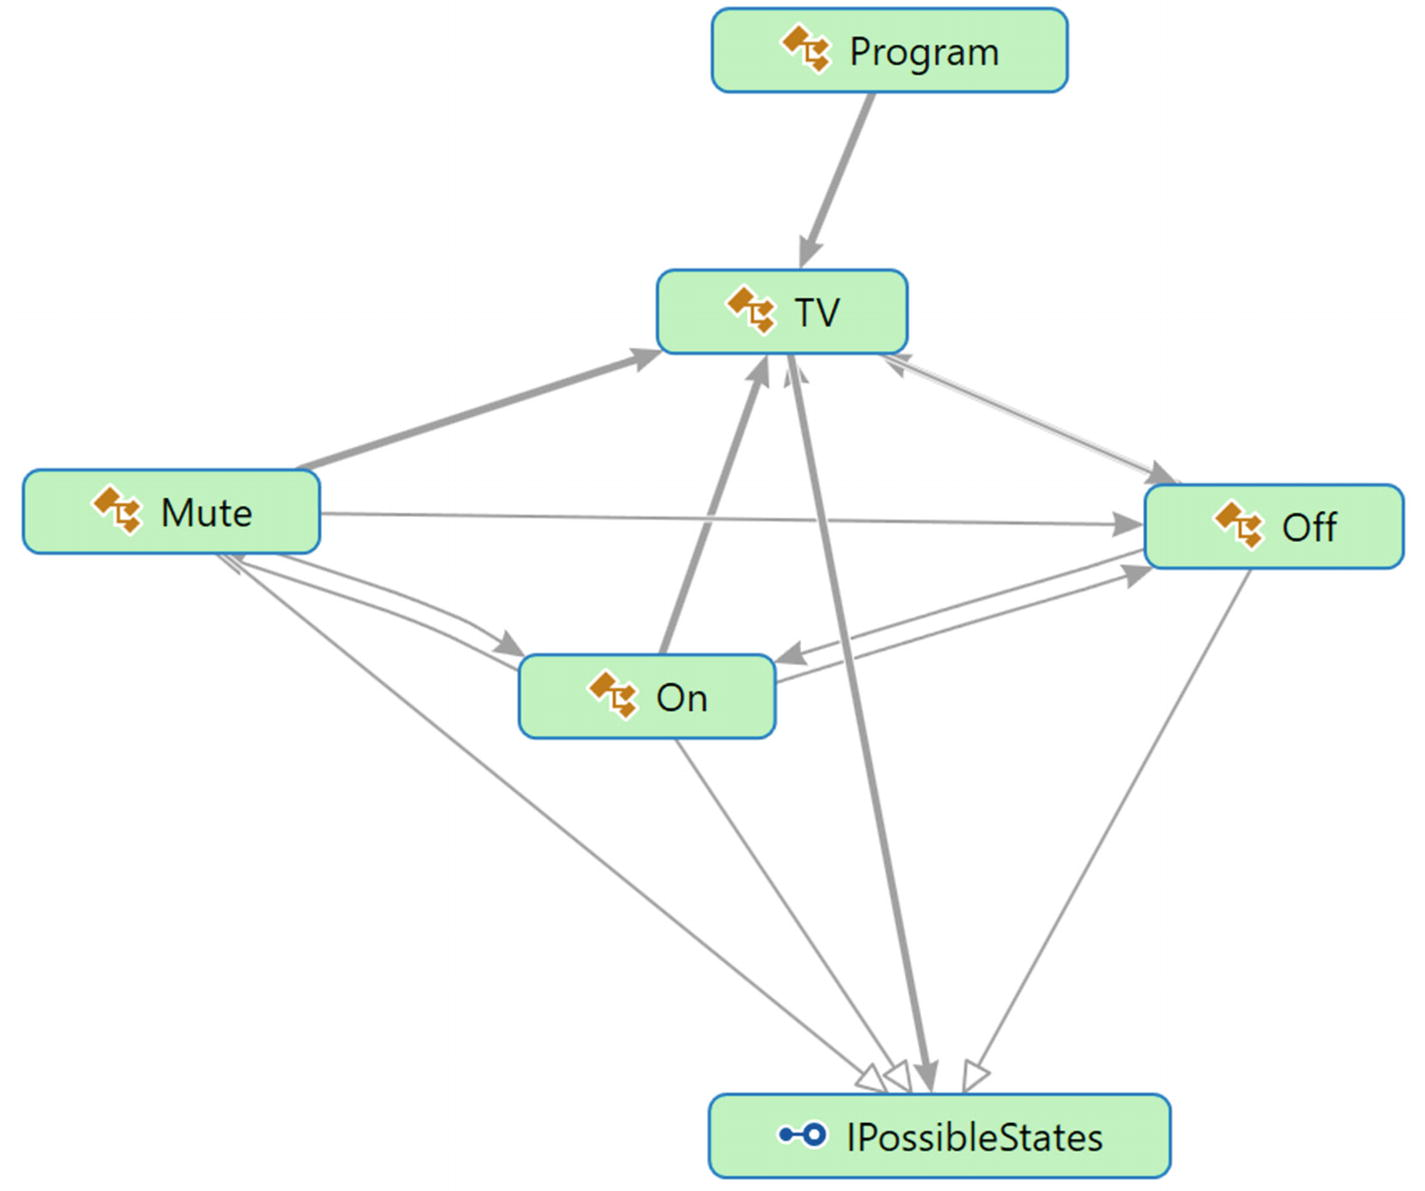 Program
TV
Mute
Off
On
IPossibleStates